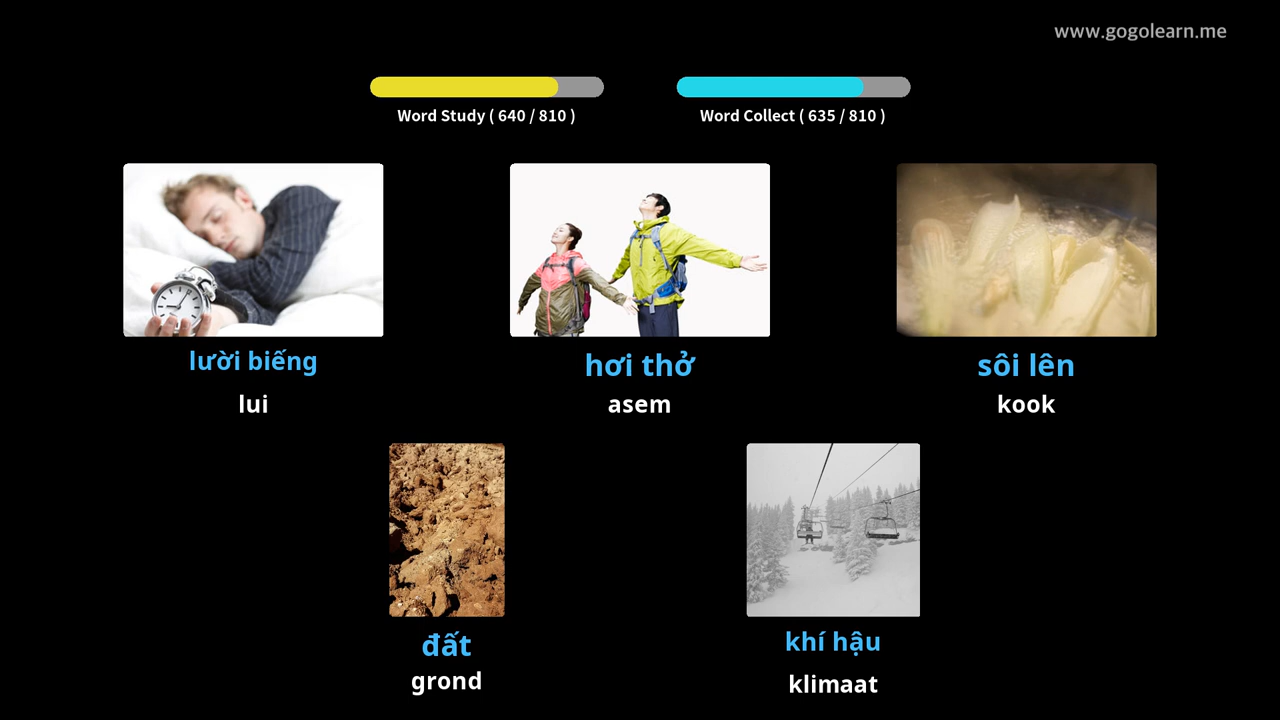 www.gogolearn.me
Word Study ( 640 / 810 )
Word Collect ( 635 / 810 )
lười biếng
lui
hơi thở
asem
sôi lên
kook
đất
grond
khí hậu
klimaat